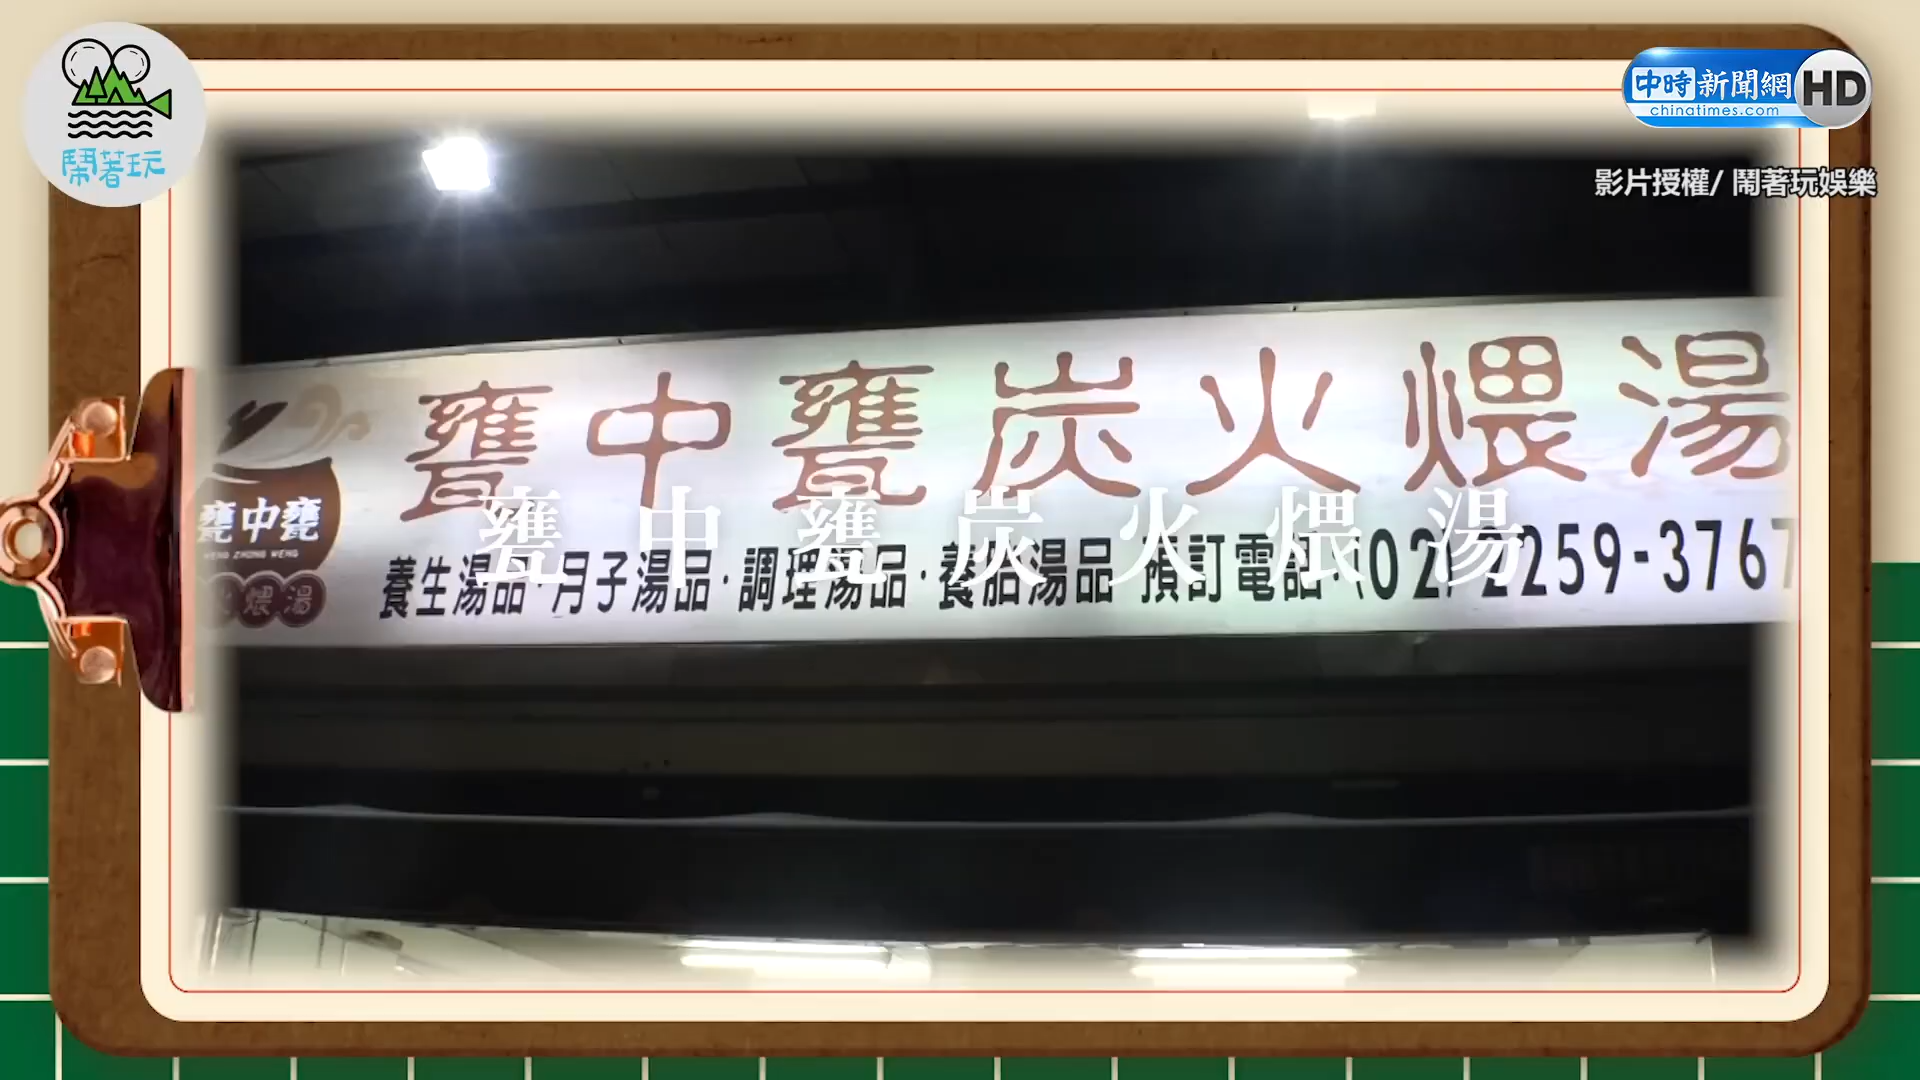 鬧著玩
中時新聞網 HD
chinatimes.com
影片授權/ 鬧著玩娛樂
甕中甕炭火煨湯
甕中甕
WENG ZHONG WENG
煨湯
甕中甕炭火煨湯
養生湯品·月子湯品·調理湯品·養胎湯品 預訂電話:(02)2259-3767